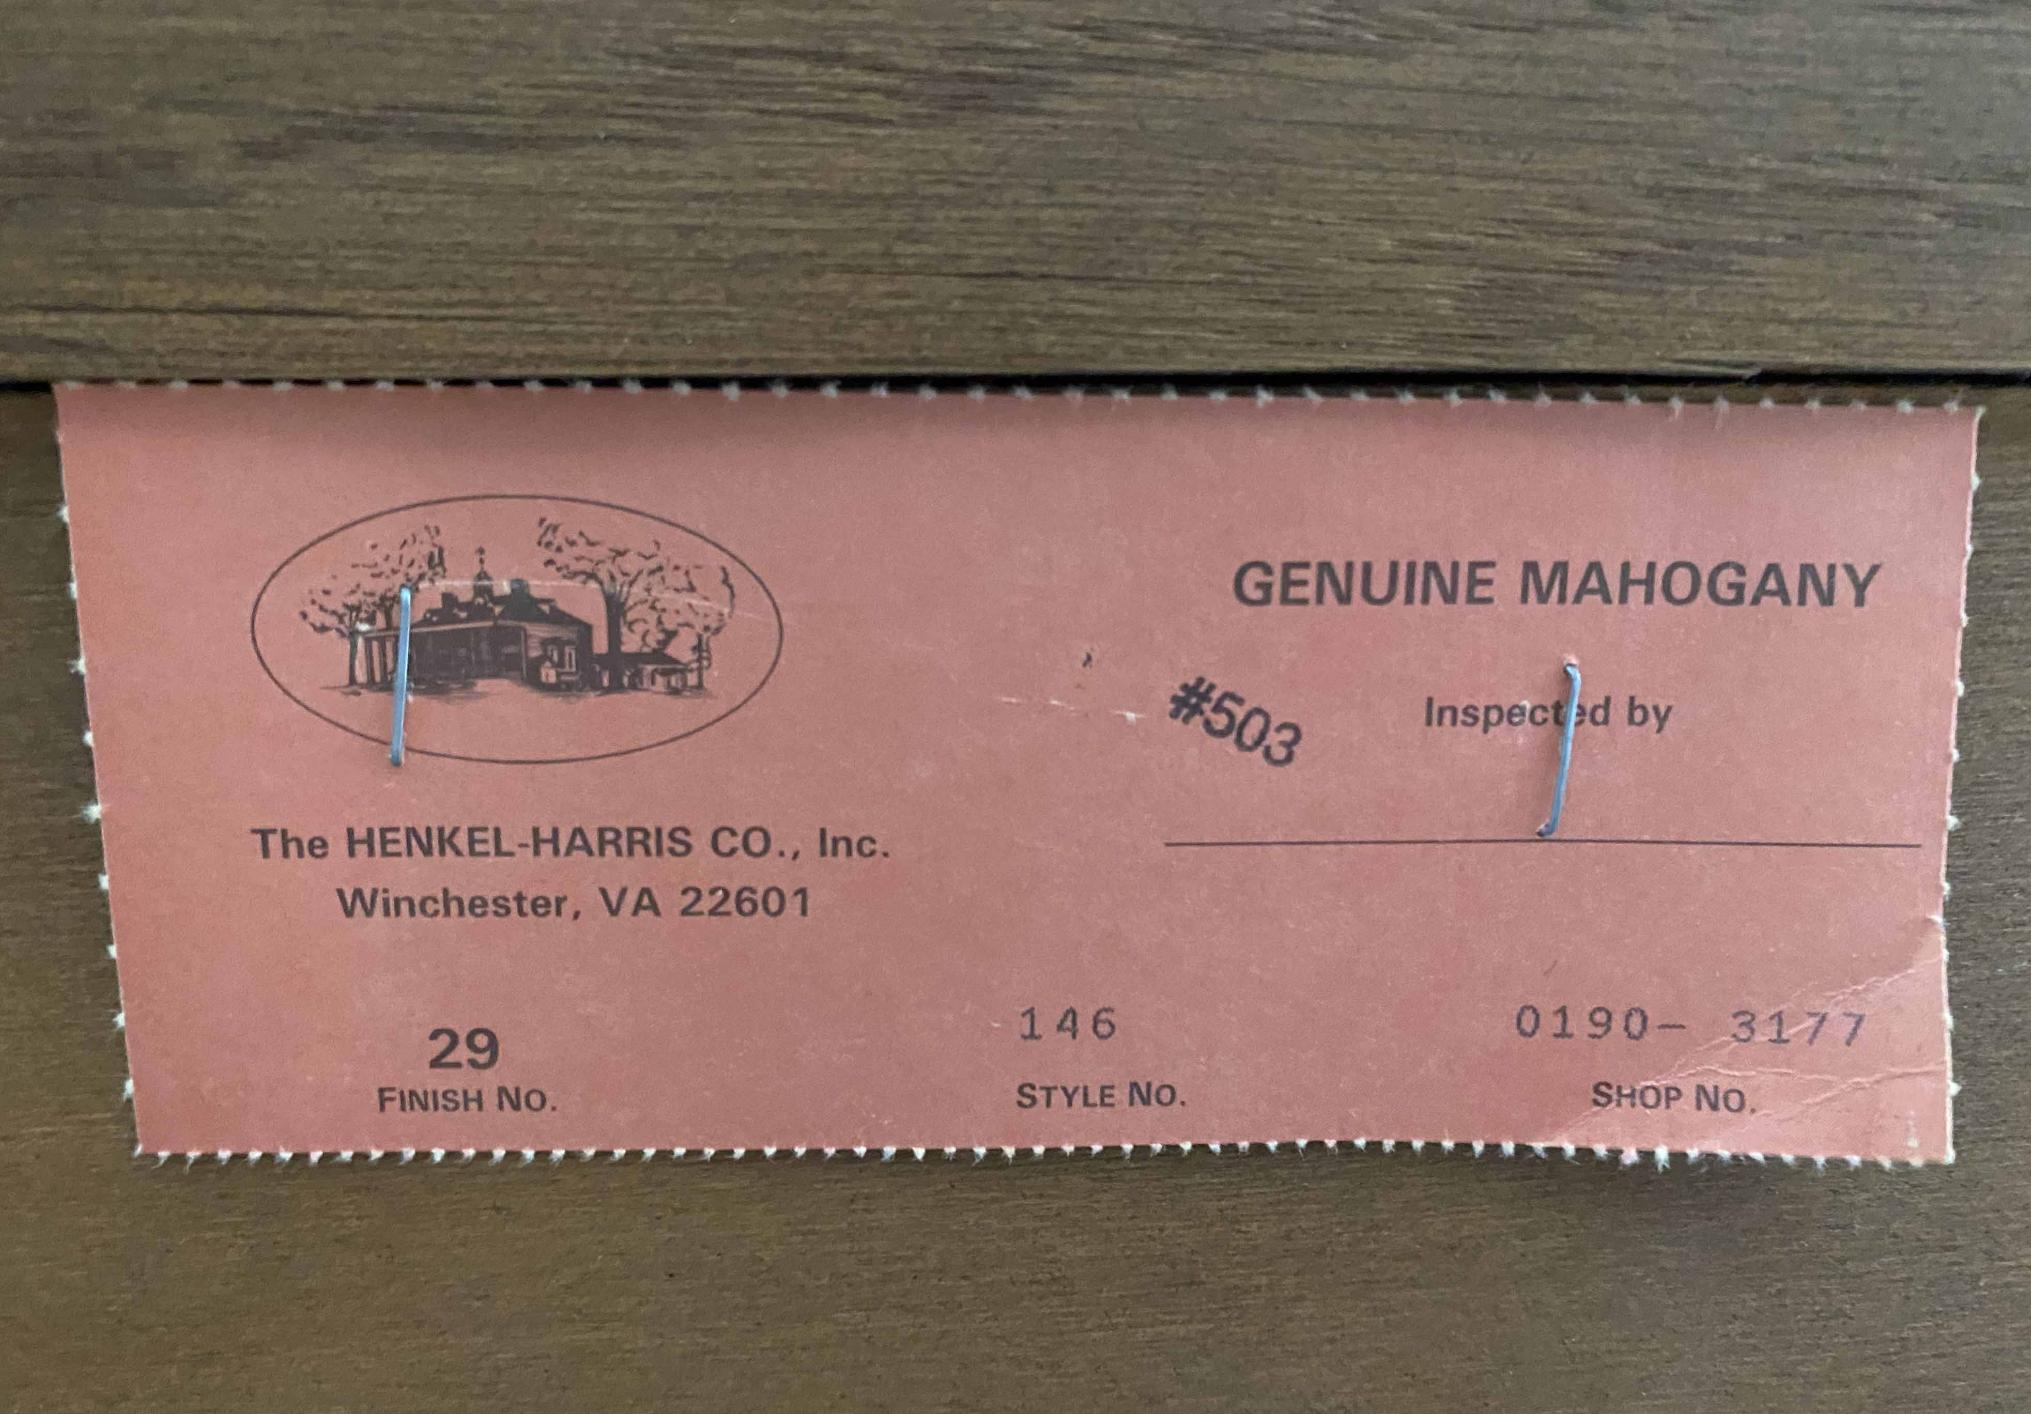 GENUINE MAHOGANY
#503
Inspected by
The HENKEL-HARRIS CO., Inc.
Winchester, VA 22601
29
FINISH NO.
146
STYLE NO.
0190- 3177
SHOP NO.